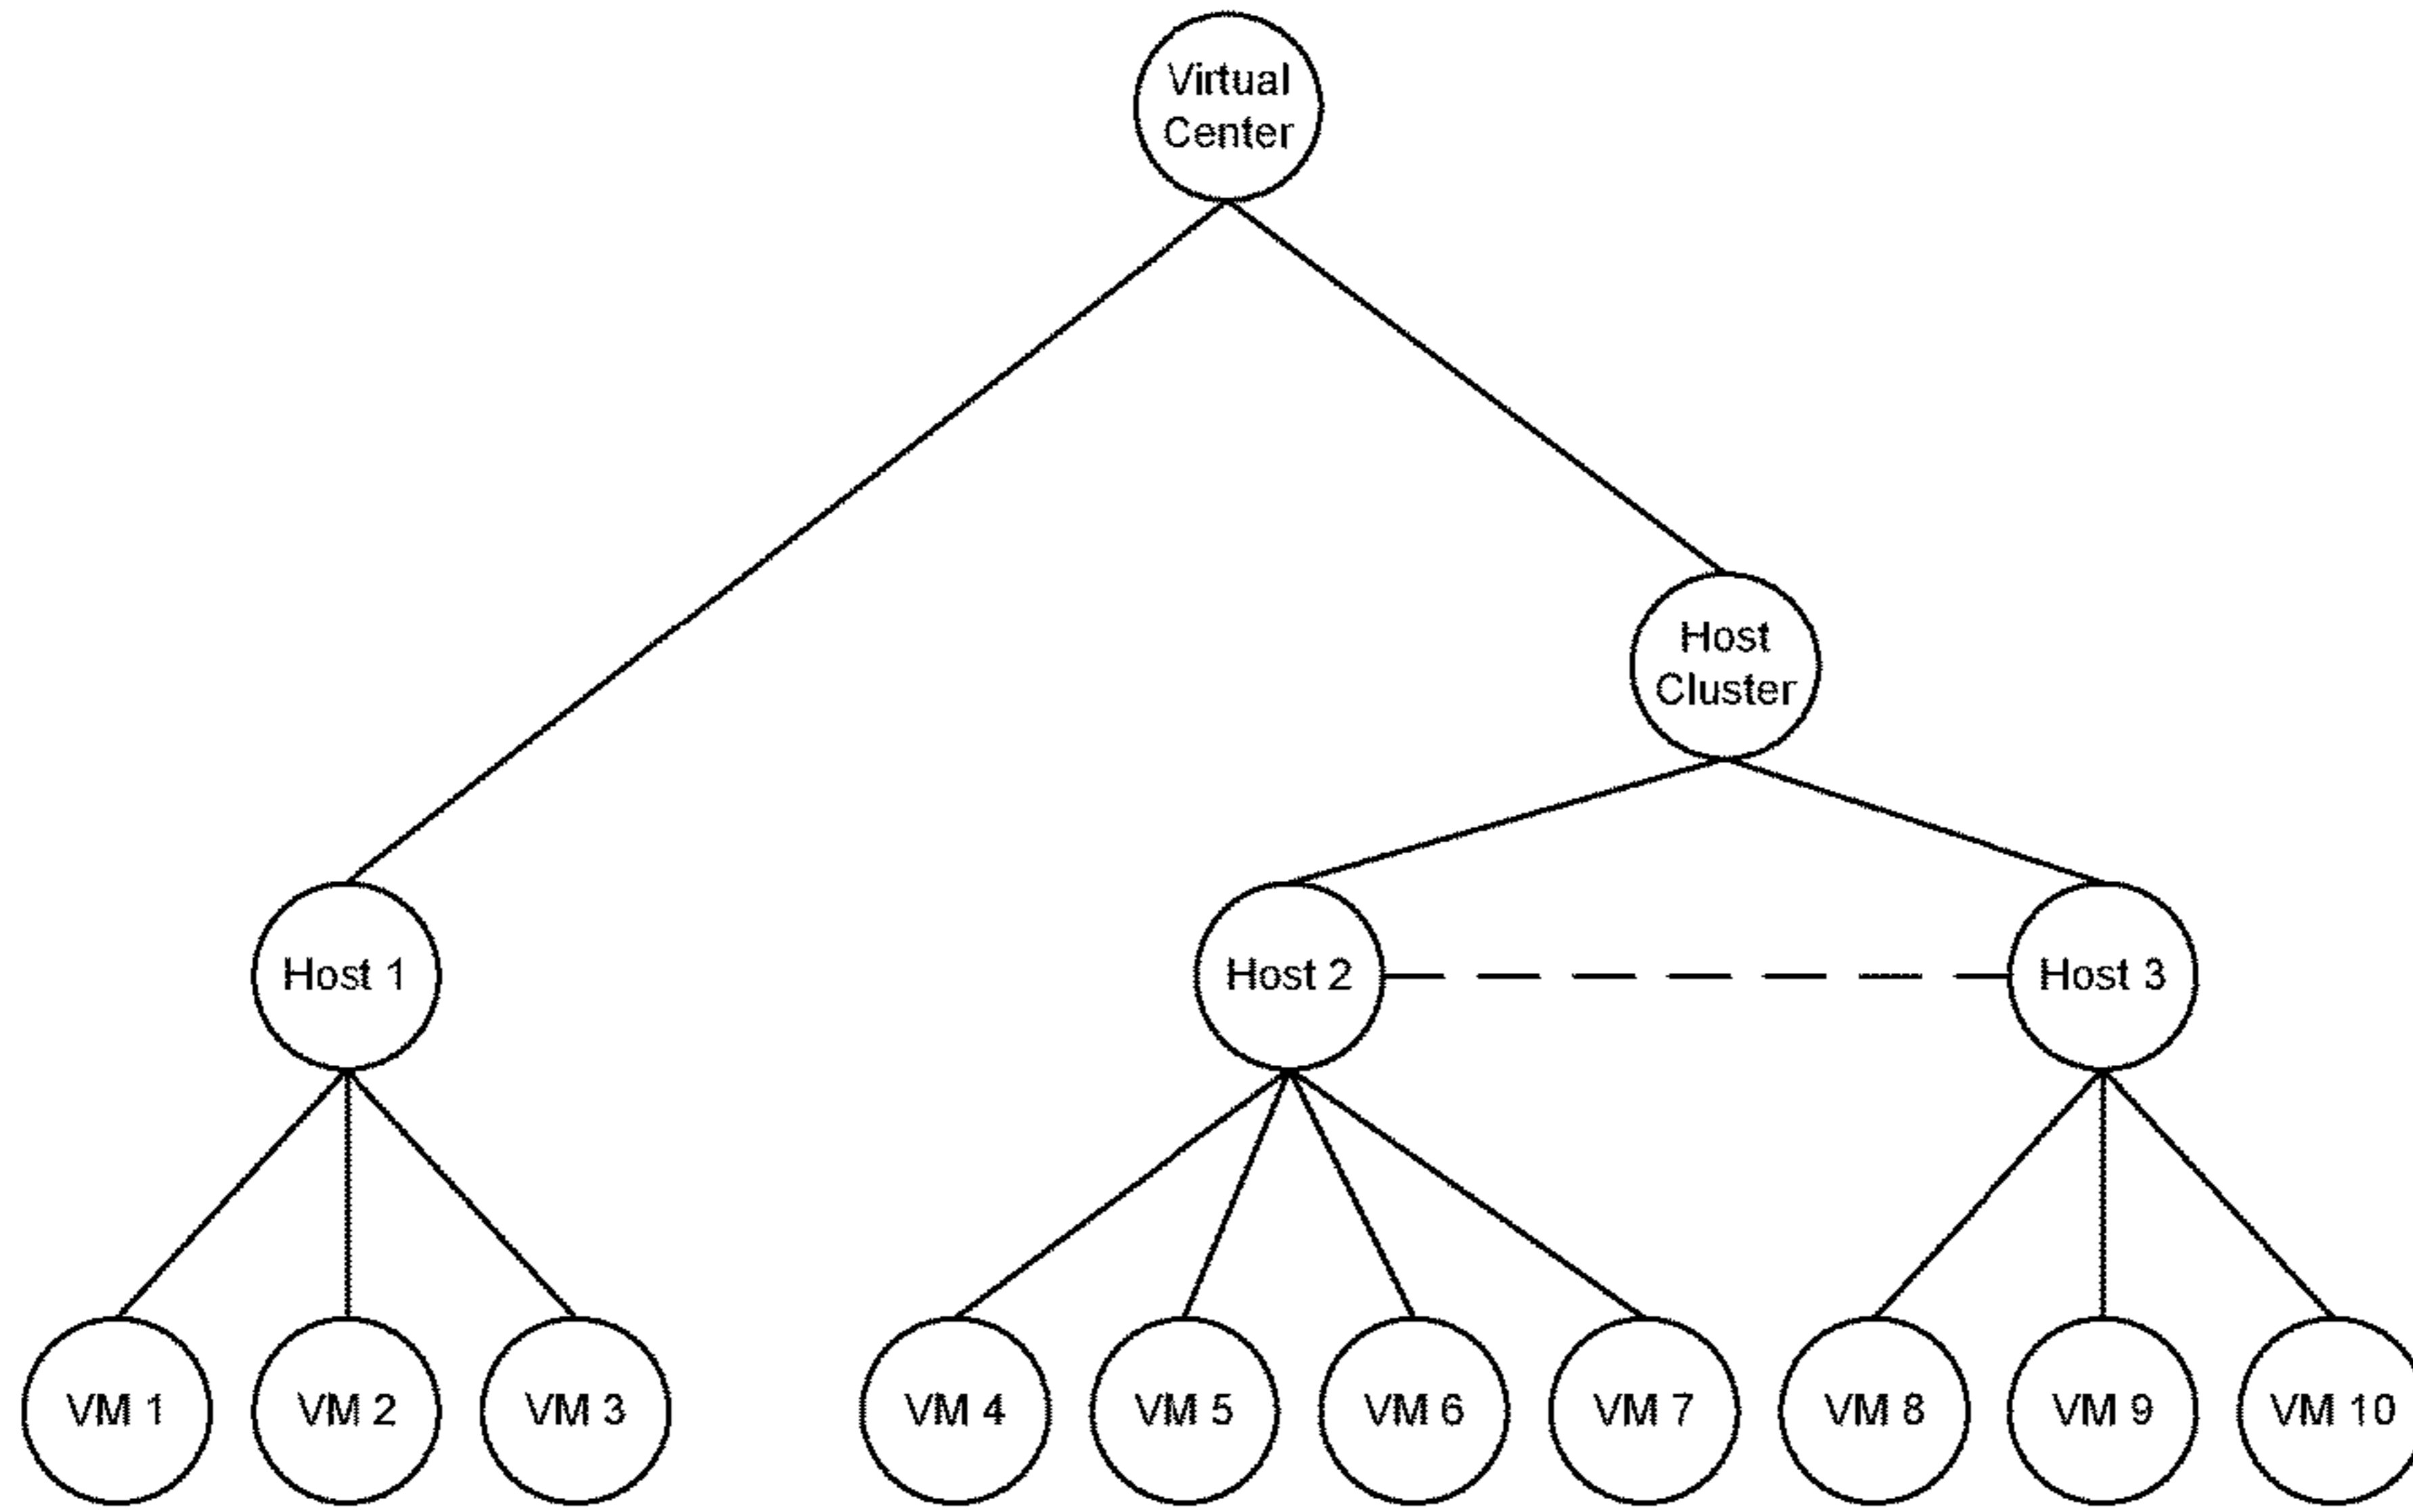 Virtual
Center
Host
Cluster
Host 1
Host 2
Host 3
VM 1
VM 2
VM 3
VM 4
VM 5
VM 6
VM 7
VM 8
VM 9
VM 10